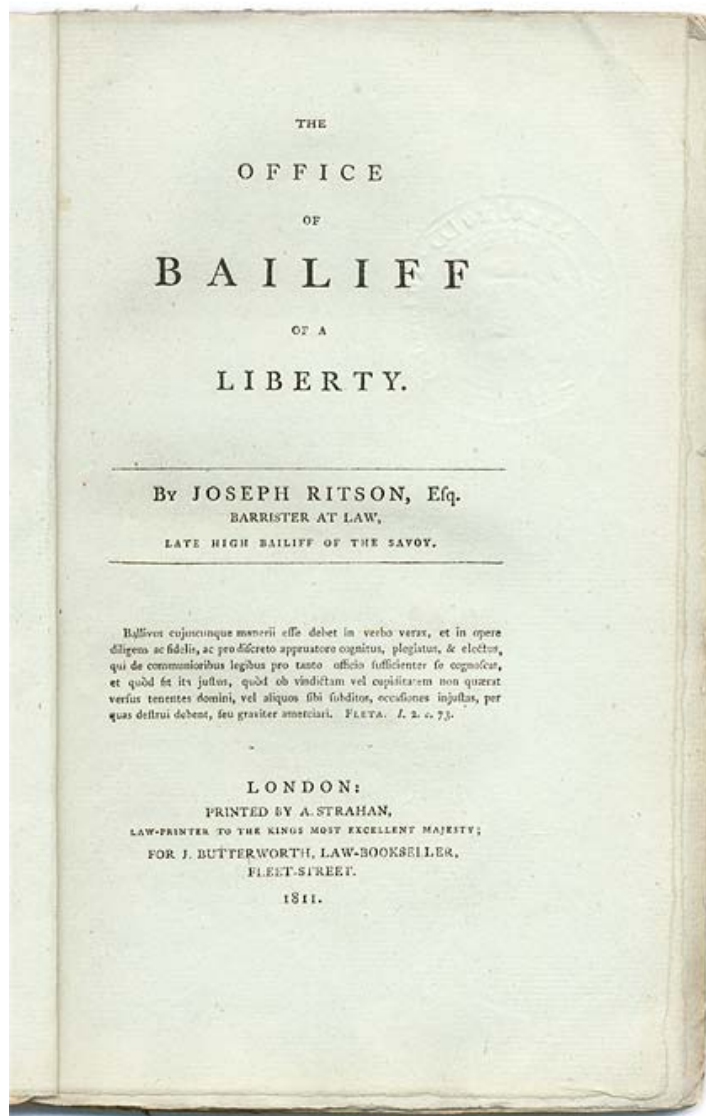 THE
OFFICE
OF
BAILIFF
OF A
LIBERTY.
By JOSEPH RITSON, Eſq.
BARRISTER AT LAW,
LATE HIGH BAILIFF OF THE SAVOY.
Ballivus cujuscunque manerii eſſe debet in verbo verax, et in opere
diligens ac fidelis, ac pro diſcreto appruatore cognitus, plegiatus, & electus,
qui de communioribus legibus pro tanto officio ſufficienter ſe cognoſcat,
et quòd ſit ita juſtus, quòd ob vindictam vel cupiditatem non quærat
verſus tenentes domini, vel aliquos ſibi ſubditos, occaſiones injuſtas, per
quas deſtrui debent, ſeu graviter amerciari. FLETA. l. 2. c. 73.
LONDON:
PRINTED BY A. STRAHAN,
LAW-PRINTER TO THE KINGS MOST EXCELLENT MAJESTY;
FOR J. BUTTERWORTH, LAW-BOOKSELLER,
FLEET-STREET.
1811.